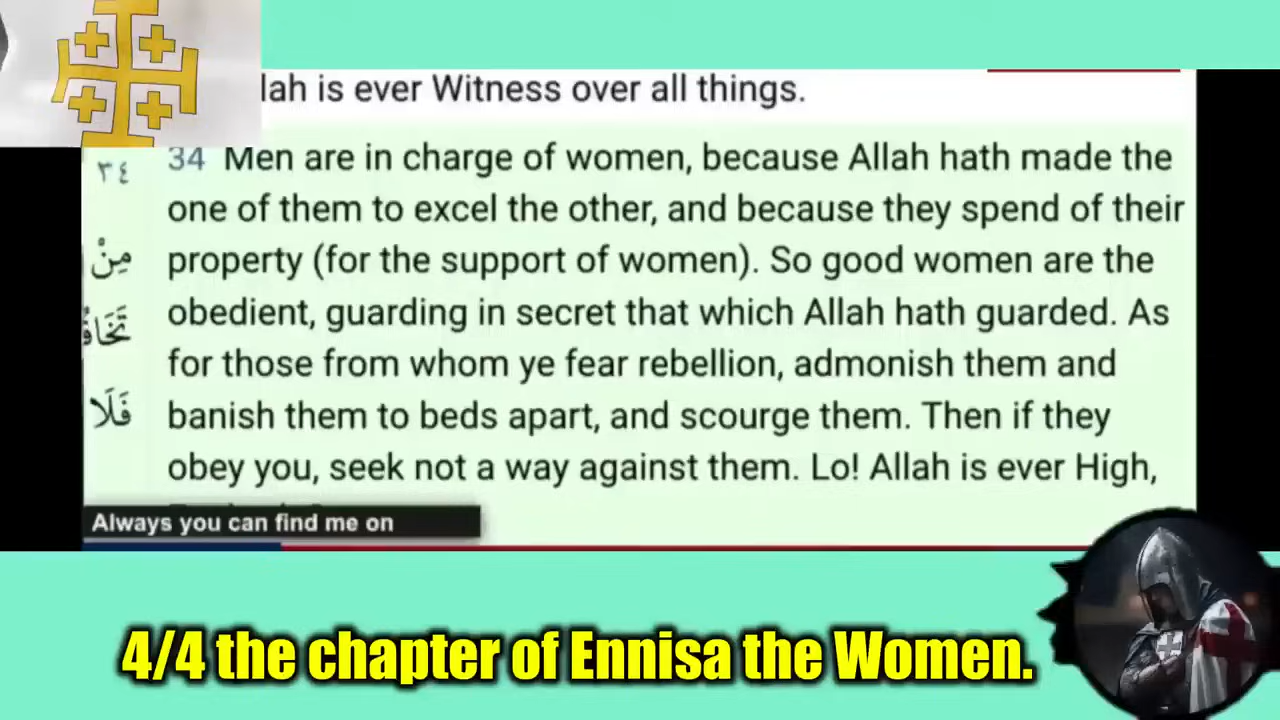 lah is ever Witness over all things.
٣٤
34 Men are in charge of women, because Allah hath made the
one of them to excel the other, and because they spend of their
مِنْ
property (for the support of women). So good women are the
obedient, guarding in secret that which Allah hath guarded. As
for those from whom ye fear rebellion, admonish them and
فَلَا
banish them to beds apart, and scourge them. Then if they
obey you, seek not a way against them. Lo! Allah is ever High,
Always you can find me on
4/4 the chapter of Ennisa the Women.